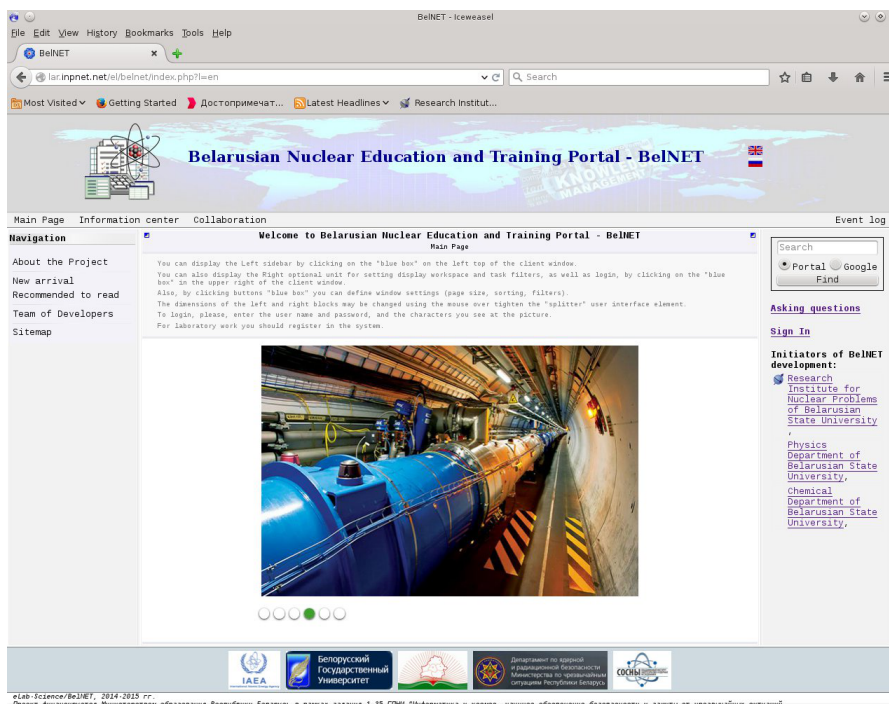 BelNET - Iceweasel
File Edit View History Bookmarks Tools Help
BelNET
lar.inpnet.net/el/belnet/index.php?l=en
Search
Most Visited
Getting Started
Достопримечат...
Latest Headlines
Research Institut...
Belarusian Nuclear Education and Training Portal - BelNET
KNOWLEDGE
MANAGEMENT
Main Page Information center Collaboration
Event log
Navigation
About the Project
New arrival
Recommended to read
Team of Developers
Sitemap
Welcome to Belarusian Nuclear Education and Training Portal - BelNET
Main Page
You can display the Left sidebar by clicking on the "blue box" on the left top of the client window.
You can also display the Right optional unit for setting display workspace and task filters, as well as login, by clicking on the "blue
box" in the upper right of the client window.
Also, by clicking buttons "blue box" you can define window settings (page size, sorting, filters).
The dimensions of the left and right blocks may be changed using the mouse over tighten the "splitter" user interface element.
To login, please, enter the user name and password, and the characters you see at the picture.
For laboratory work you should register in the system.
Search
Portal Google
Find
Asking questions
Sign In
Initiators of BelNET
development:
Research
Institute for
Nuclear Problems
of Belarusian
State University
,
Physics
Department of
Belarusian State
University,
Chemical
Department of
Belarusian State
University,
IAEA
Белорусский
Государственный
Университет
Департамент по ядерной
и радиационной безопасности
Министерства по чрезвычайным
ситуациям Республики Беларусь
СОСНЫ
eLab-Science/BelNET, 2014-2015 гг.